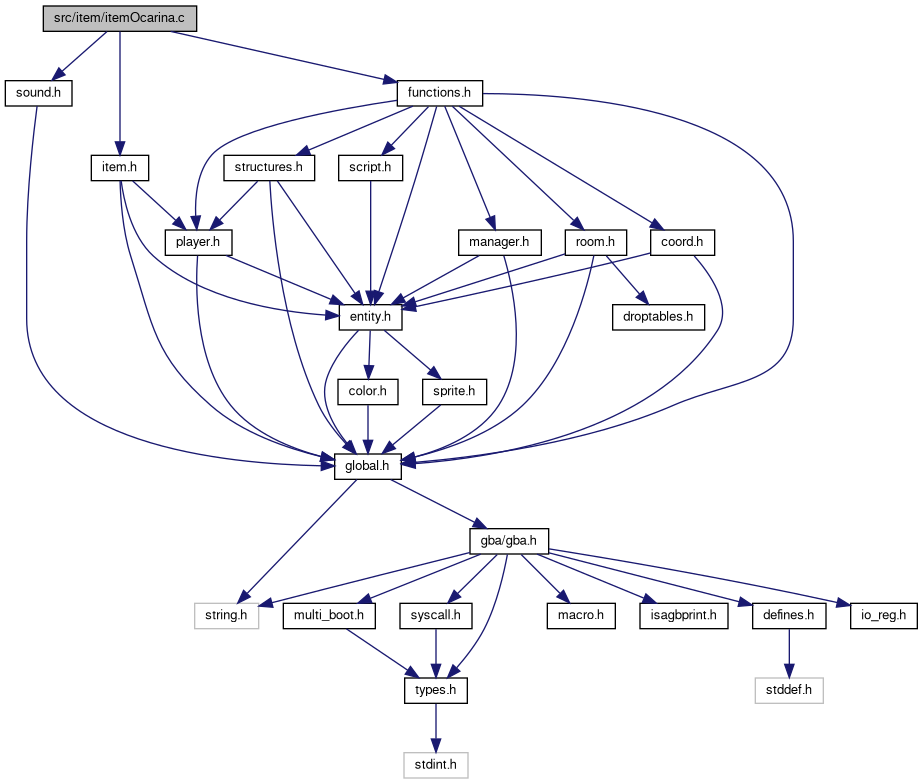 src/item/itemOcarina.c
sound.h
functions.h
item.h
structures.h
script.h
player.h
manager.h
room.h
coord.h
entity.h
droptables.h
color.h
sprite.h
global.h
gba/gba.h
string.h
multi_boot.h
syscall.h
macro.h
isagbprint.h
defines.h
io_reg.h
types.h
stddef.h
stdint.h